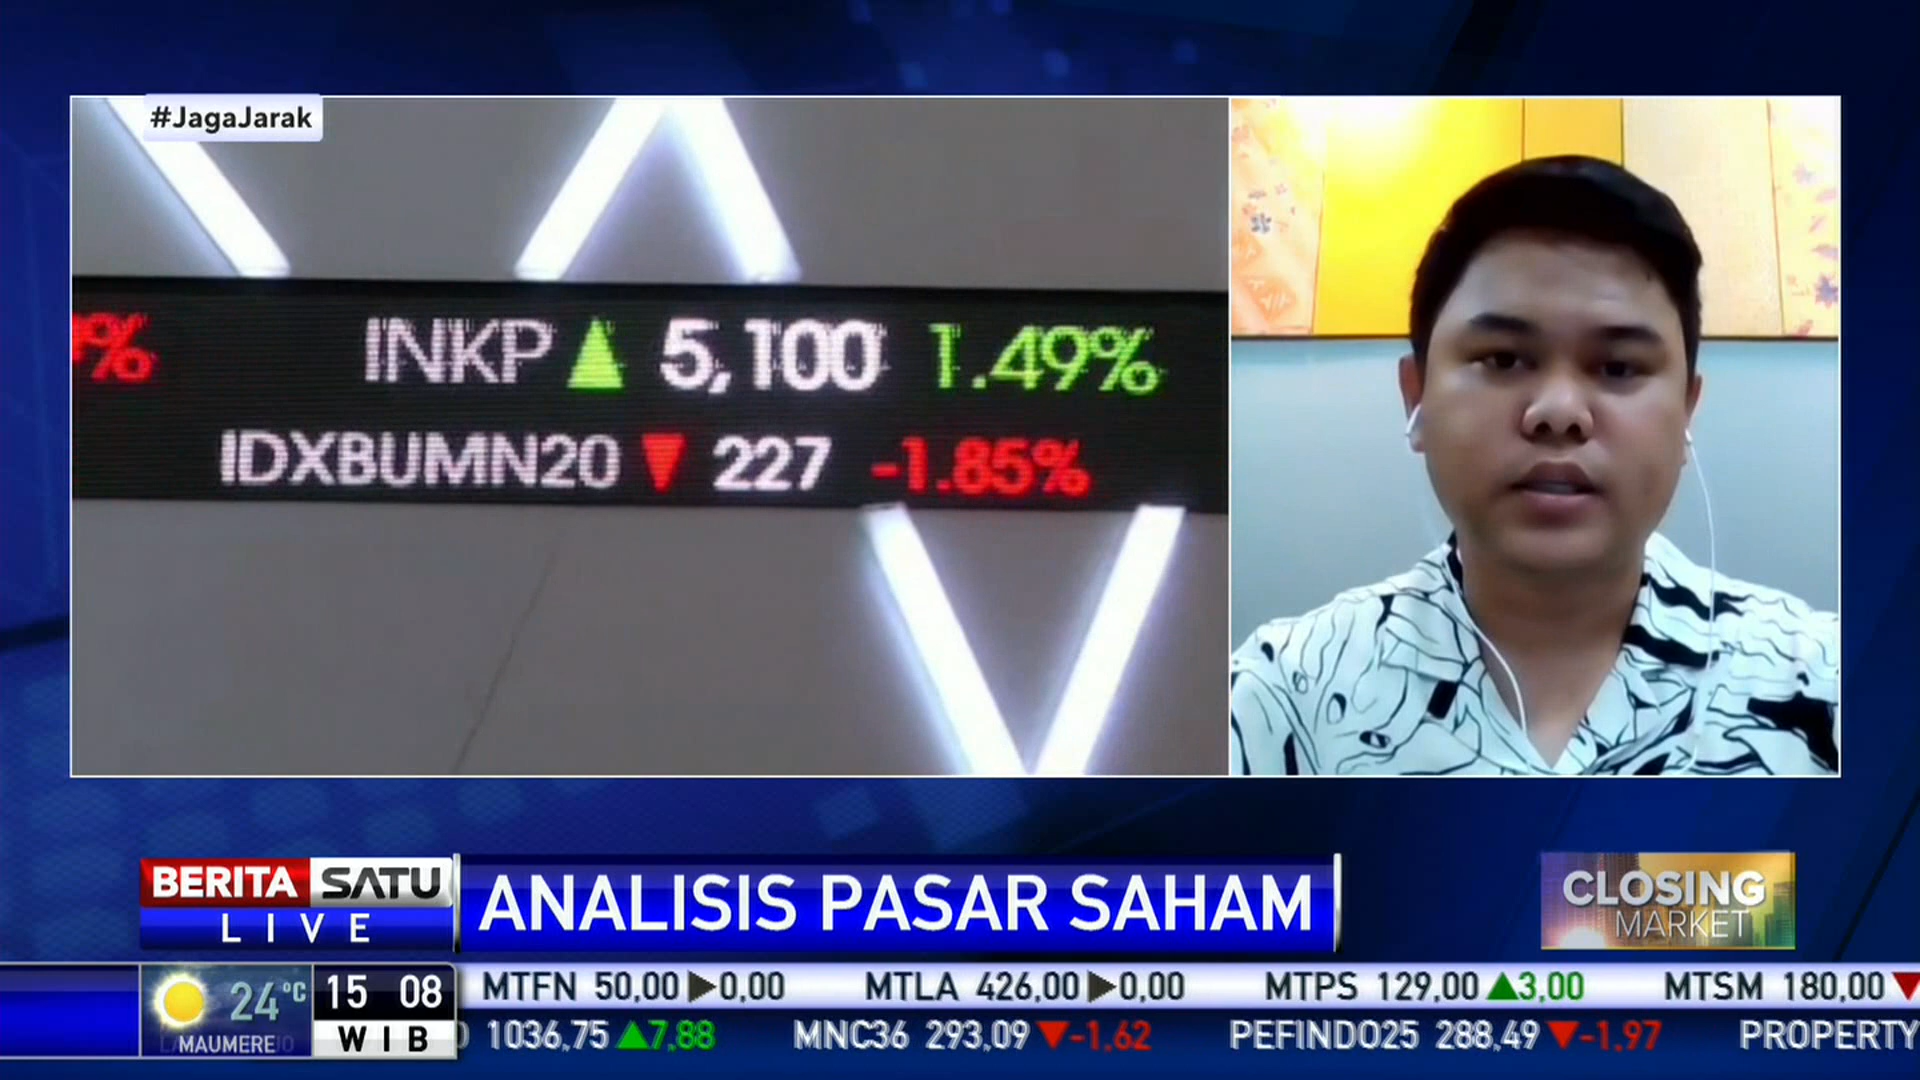 #JagaJarak
% INKP ▲ 5,100 1.49%
IDXBUMN20 ▼ 227 -1.85%
BERITA SATU
LIVE
ANALISIS PASAR SAHAM
CLOSING
MARKET
24°C
MAUMERE
15 08
WIB
MTFN 50,00 ▶0,00 MTLA 426,00 ▶0,00 MTPS 129,00 ▲3,00 MTSM 180,00 ▼
1036,75 ▲7,88 MNC36 293,09 ▼-1,62 PEFINDO25 288,49 ▼-1,97 PROPERTY